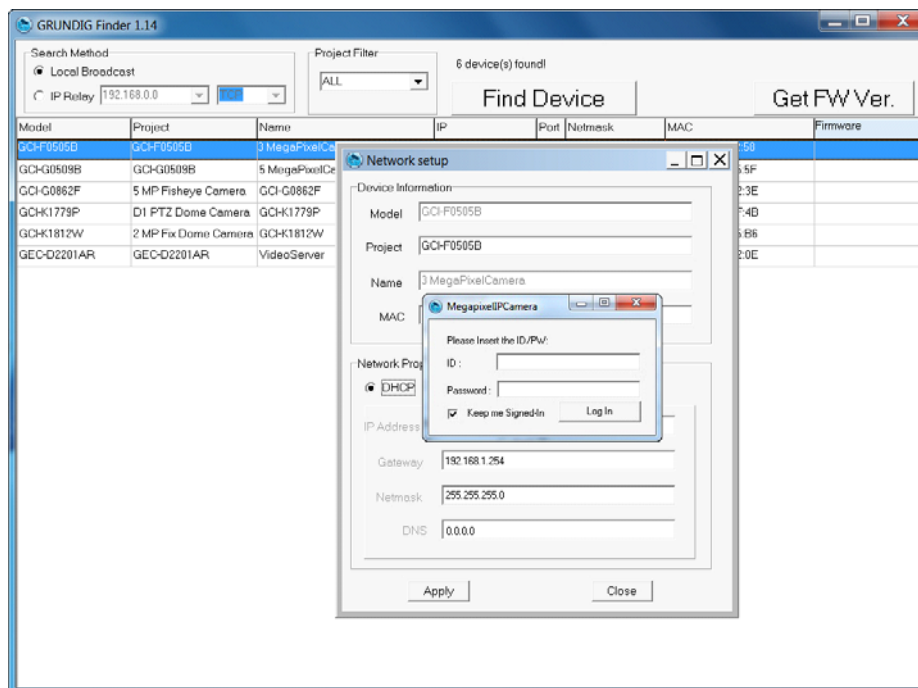 GRUNDIG Finder 1.14
Search Method
Local Broadcast
IP Relay 192.168.0.0
Project Filter
ALL
6 device(s) found!
Find Device
Get FW Ver.
Model Project Name IP Port Netmask MAC Firmware
GCI-F0505B GCI-F0505B 3 MegaPixelCa :58
GCI-G0509B GCI-G0509B 5 MegaPixelCe :5F
GCI-G0862F 5 MP Fisheye Camera GCI-G0862F :3E
GCI-K1779P D1 PTZ Dome Camera GCI-K1779P :4B
GCI-K1812W 2 MP Fix Dome Camera GCI-K1812W :B6
GEC-D2201AR GEC-D2201AR VideoServer :0E
Network setup
Device Information
Model GCI-F0505B
Project GCI-F0505B
Name 3 MegaPixelCamera
MAC
MegapixelIPCamera
Please Insert the ID/PW:
ID :
Password :
Keep me Signed-In Log In
Network Prop
DHCP
IP Address
Gateway 192.168.1.254
Netmask 255.255.255.0
DNS 0.0.0.0
Apply Close